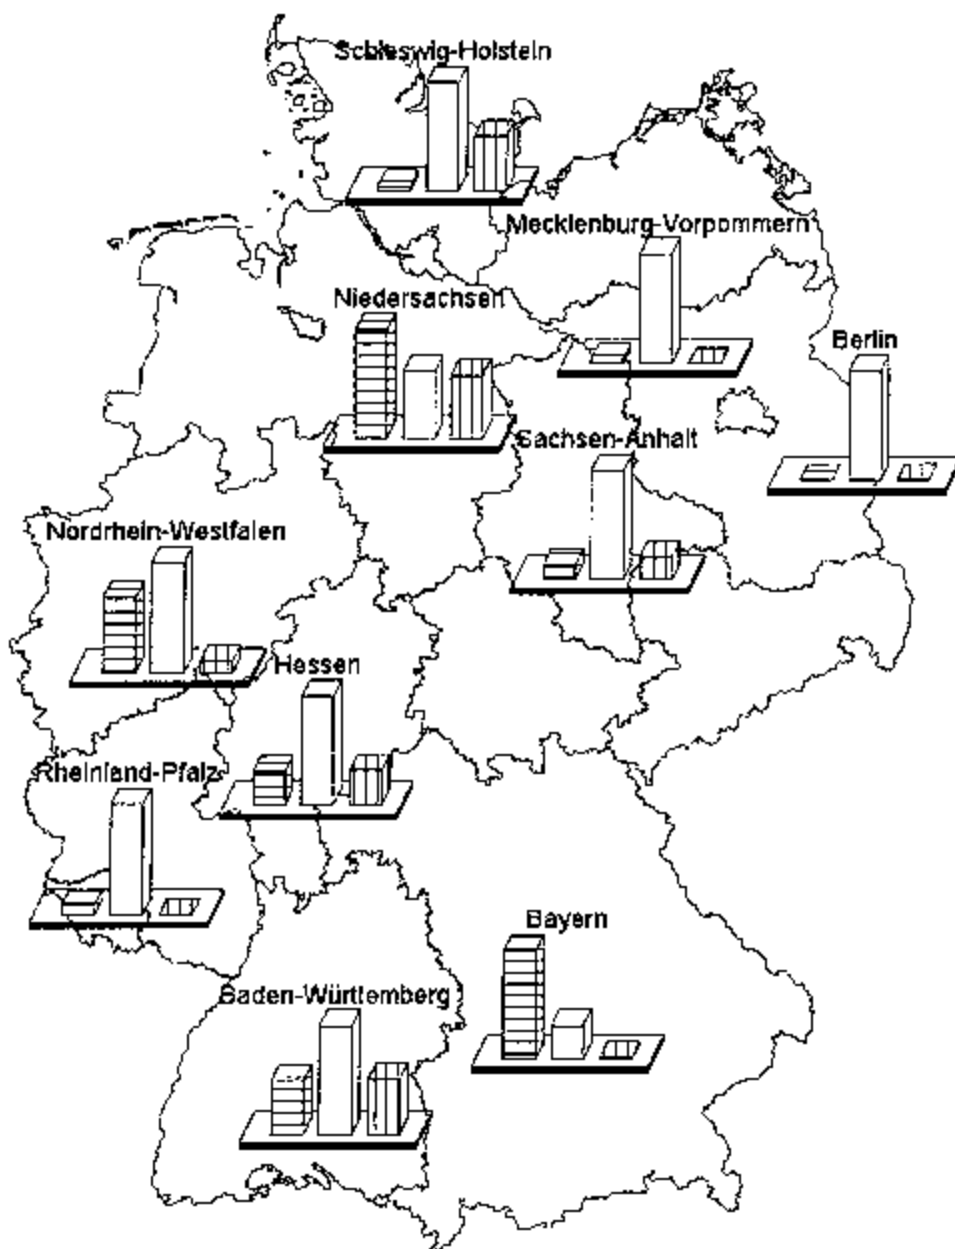 Schleswig-Holstein
Mecklenburg-Vorpommern
Niedersachsen
Berlin
Sachsen-Anhalt
Nordrhein-Westfalen
Hessen
Rheinland-Pfalz
Bayern
Baden-Württemberg